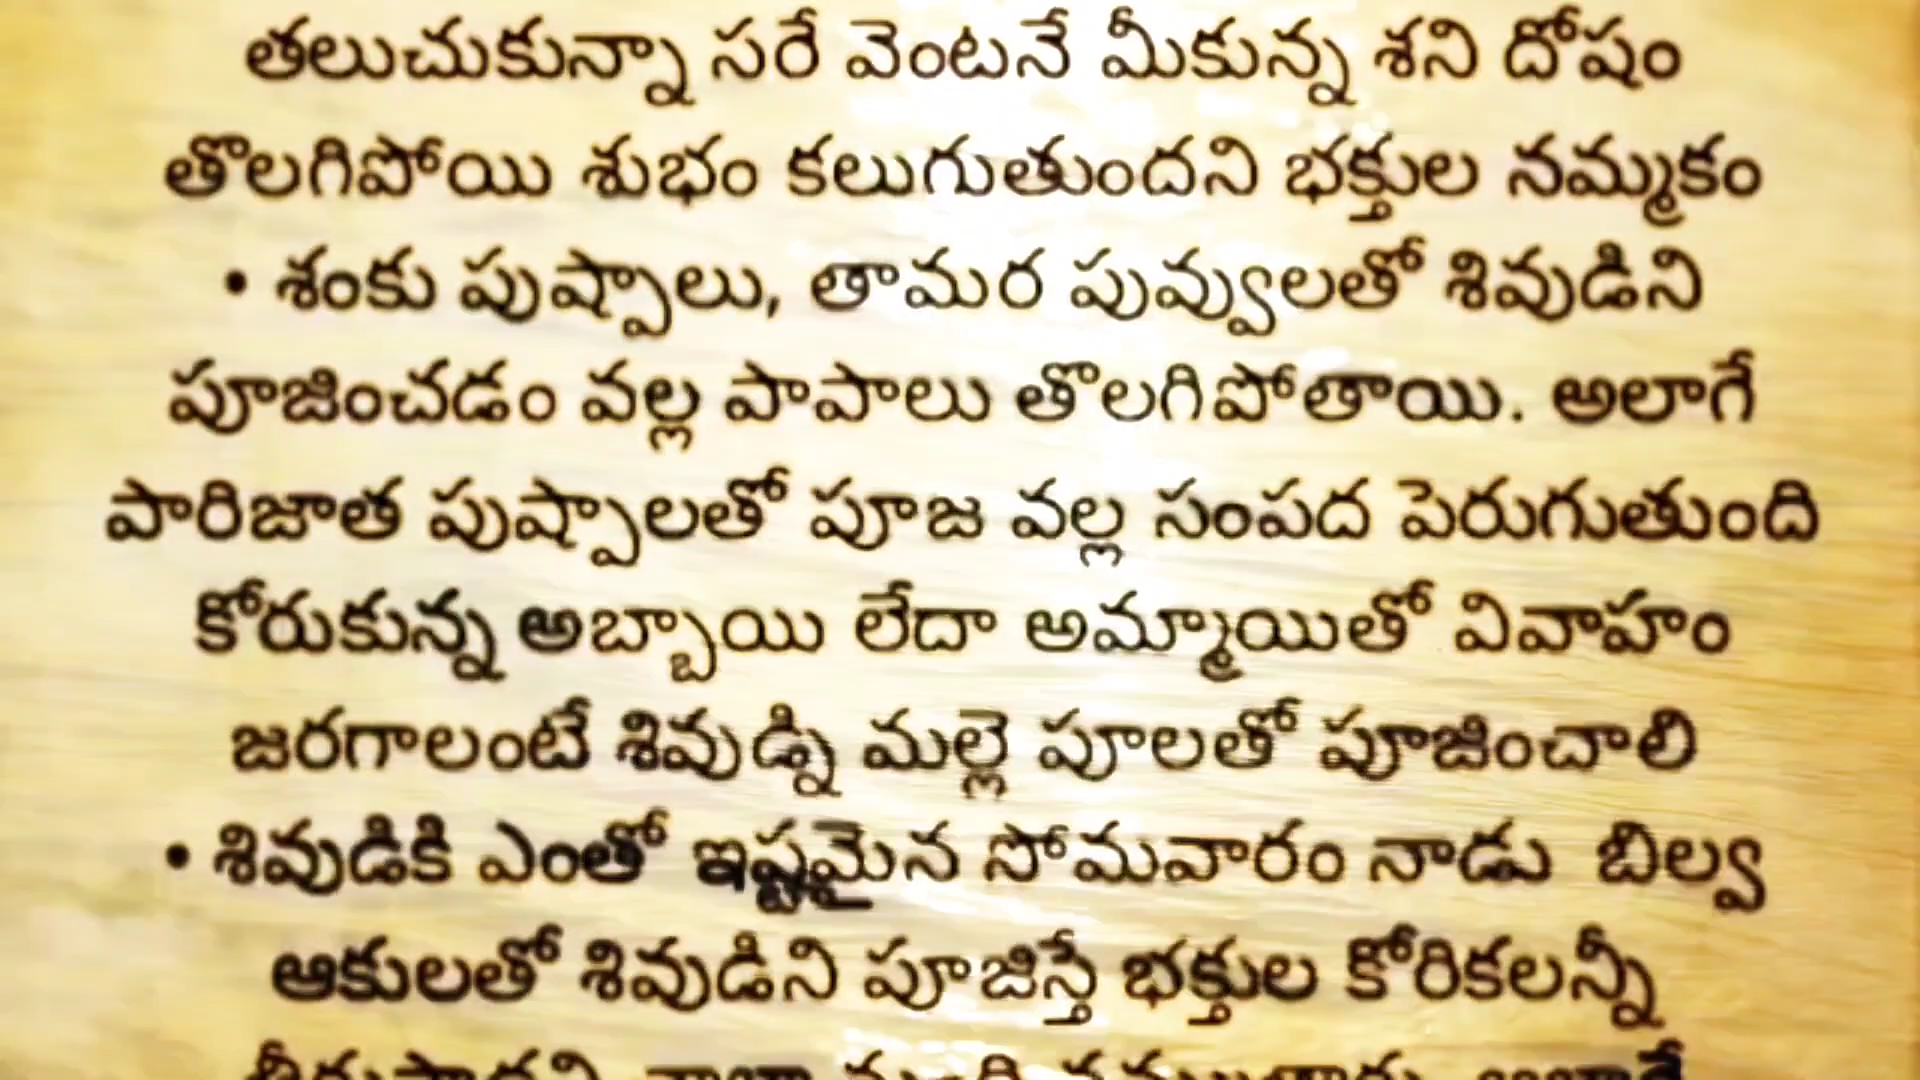 తలుచుకున్నా సరే వెంటనే మీకున్న శని దోషం
తొలగిపోయి శుభం కలుగుతుందని భక్తుల నమ్మకం
• శంకు పుష్పాలు, తామర పువ్వులతో శివుడిని
పూజించడం వల్ల పాపాలు తొలగిపోతాయి. అలాగే
పారిజాత పుష్పాలతో పూజ వల్ల సంపద పెరుగుతుంది
కోరుకున్న అబ్బాయి లేదా అమ్మాయితో వివాహం
జరగాలంటే శివుడ్ని మల్లె పూలతో పూజించాలి
• శివుడికి ఎంతో ఇష్టమైన సోమవారం నాడు బిల్వ
ఆకులతో శివుడిని పూజిస్తే భక్తుల కోరికలన్నీ